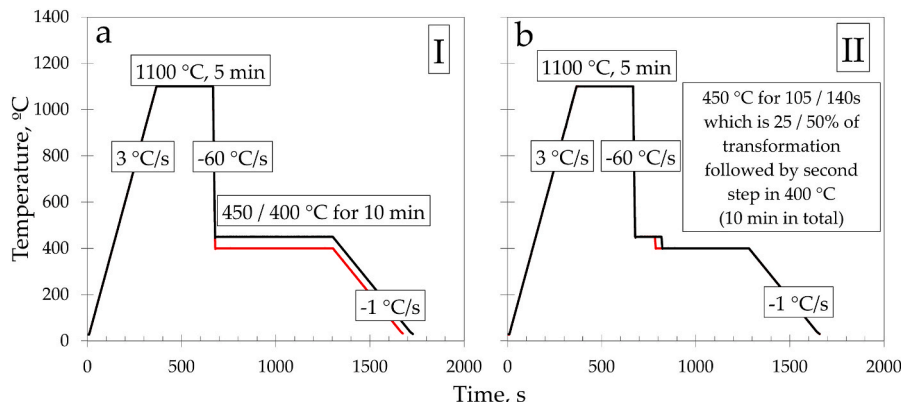 a
I
1400
1200
1000
800
600
400
200
0
Temperature, ºC
1100 °C, 5 min
3 °C/s
-60 °C/s
450 / 400 °C for 10 min
-1 °C/s
0
500
1000
1500
2000
b
II
1100 °C, 5 min
450 °C for 105 / 140s
which is 25 / 50% of
transformation
followed by second
step in 400 °C
(10 min in total)
3 °C/s
-60 °C/s
-1 °C/s
0
500
1000
1500
2000
Time, s